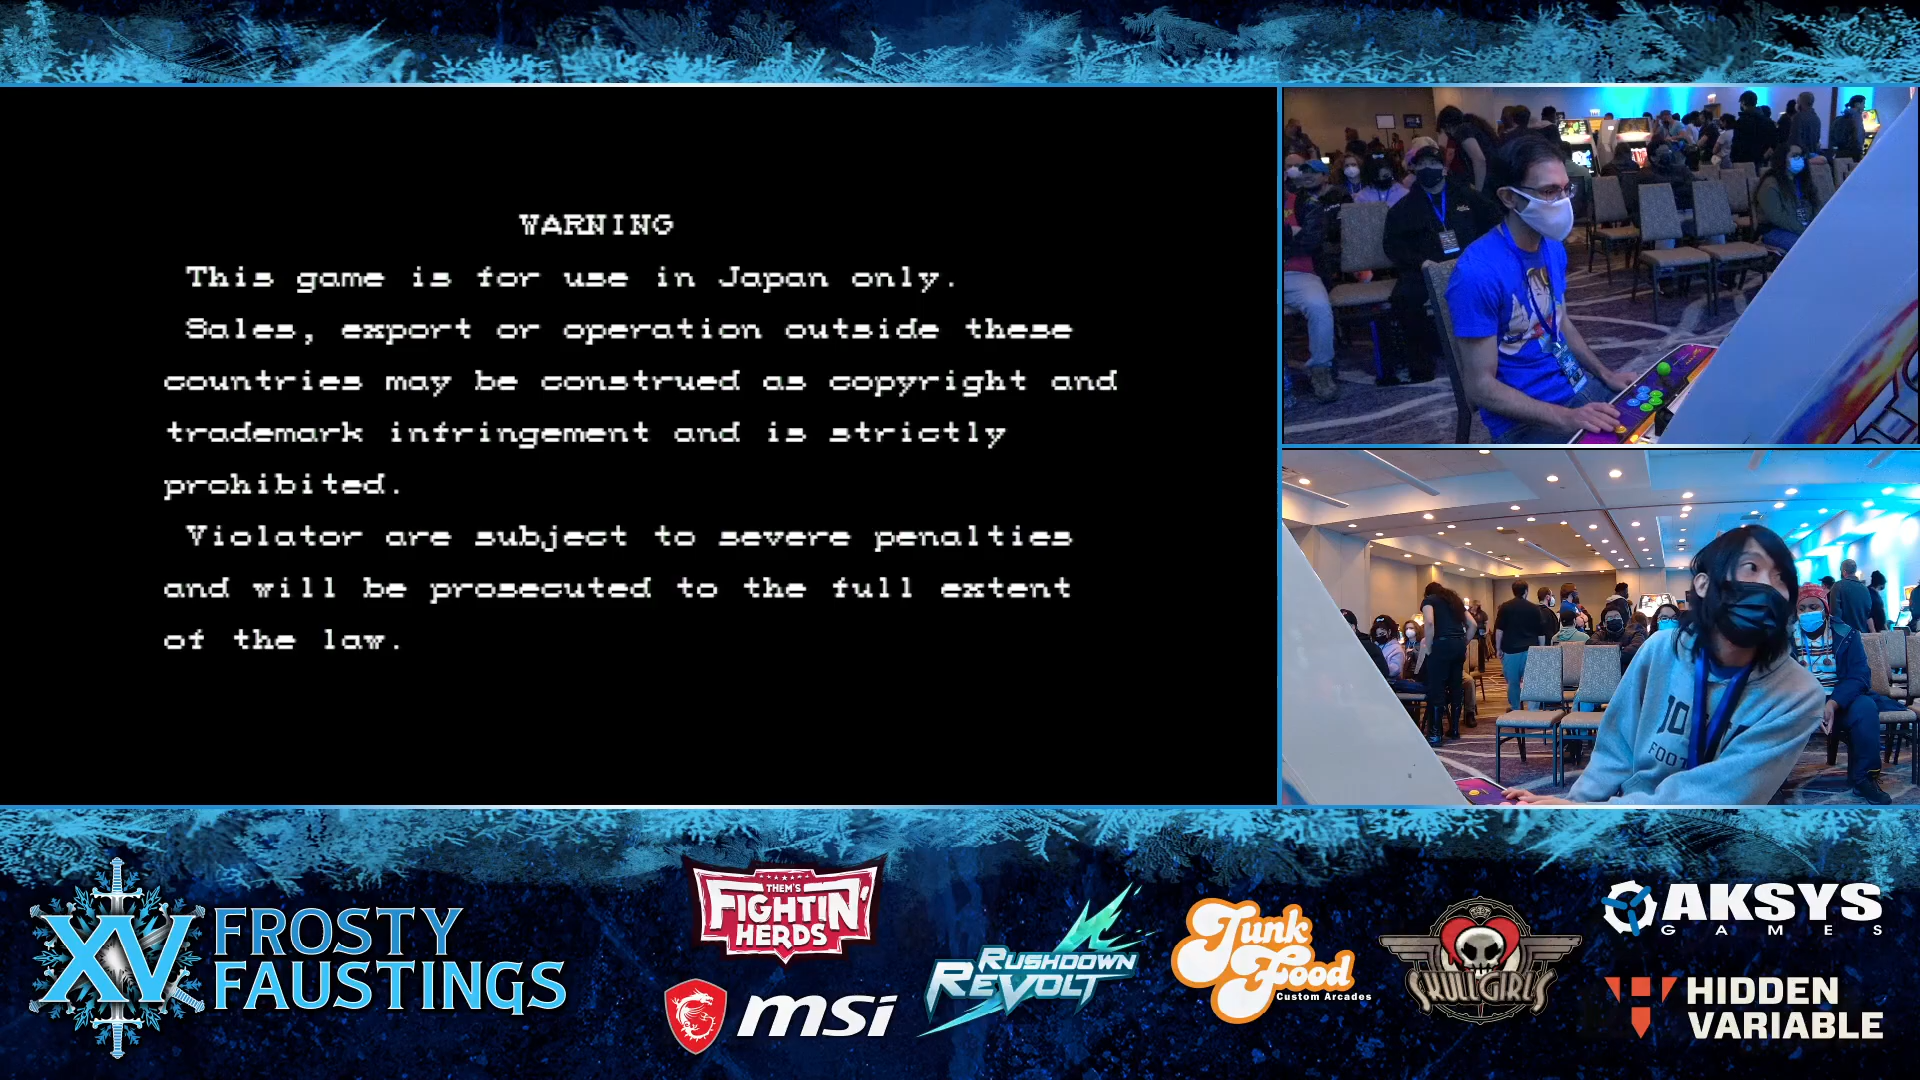 WARNING
This game is for use in Japan only.
Sales, export or operation outside these
countries may be construed as copyright and
trademark infringement and is strictly
prohibited.
Violator are subject to severe penalties
and will be prosecuted to the full extent
of the law.
XV FROSTY
FAUSTINGS
THEM'S
FIGHTIN'
HERDS
msi
RUSHDOWN
REVOLT
Junk
Food
Custom Arcades
SKULLGIRLS
AKSYS
GAMES
HIDDEN
VARIABLE